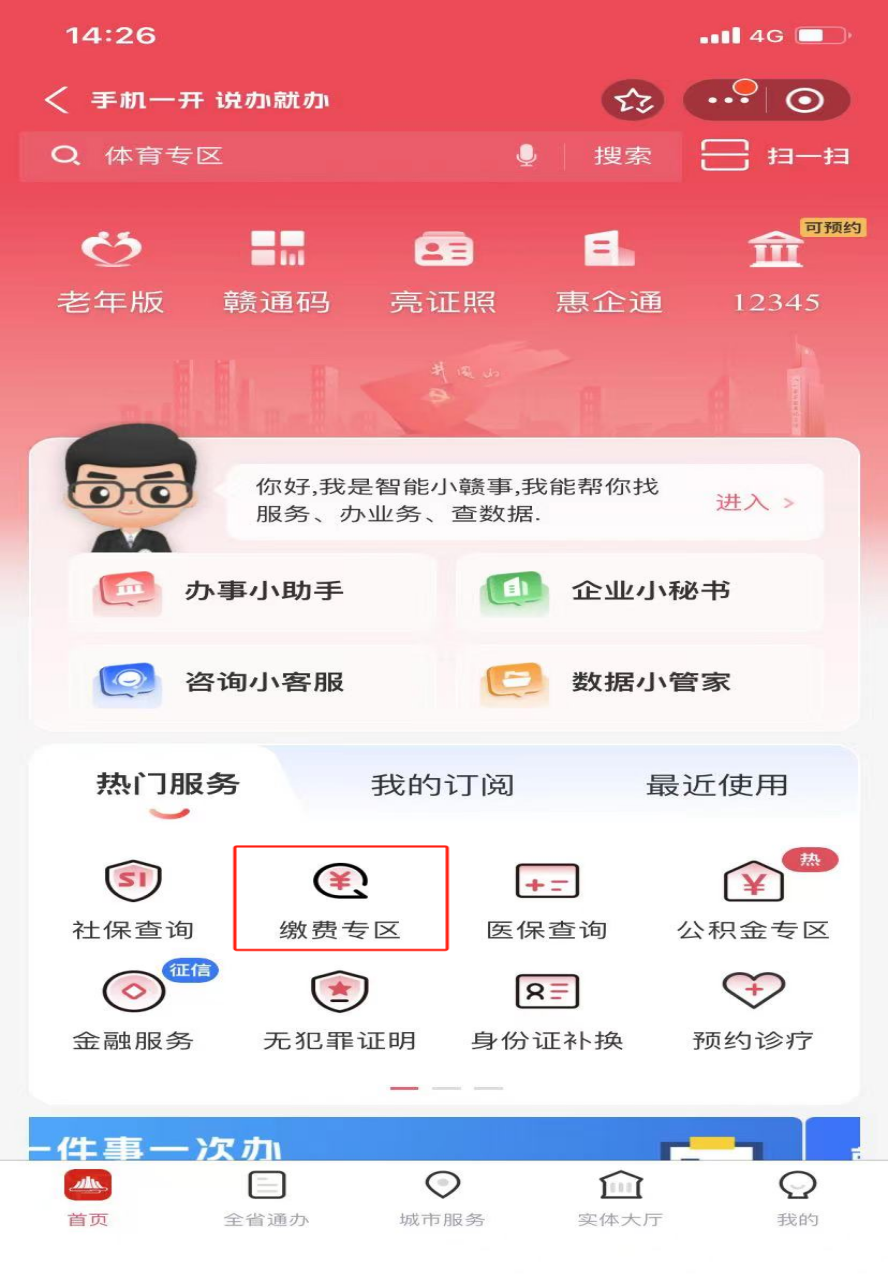 14:26
4G
手机一开 说办就办
体育专区
搜索
扫一扫
可预约
老年版
赣通码
亮证照
惠企通
12345
井冈山
你好,我是智能小赣事,我能帮你找
服务、办业务、查数据.
进入 >
办事小助手
企业小秘书
咨询小客服
数据小管家
热门服务
我的订阅
最近使用
热
SI
社保查询
缴费专区
医保查询
公积金专区
征信
金融服务
无犯罪证明
身份证补换
预约诊疗
一件事一次办
首页
全省通办
城市服务
实体大厅
我的